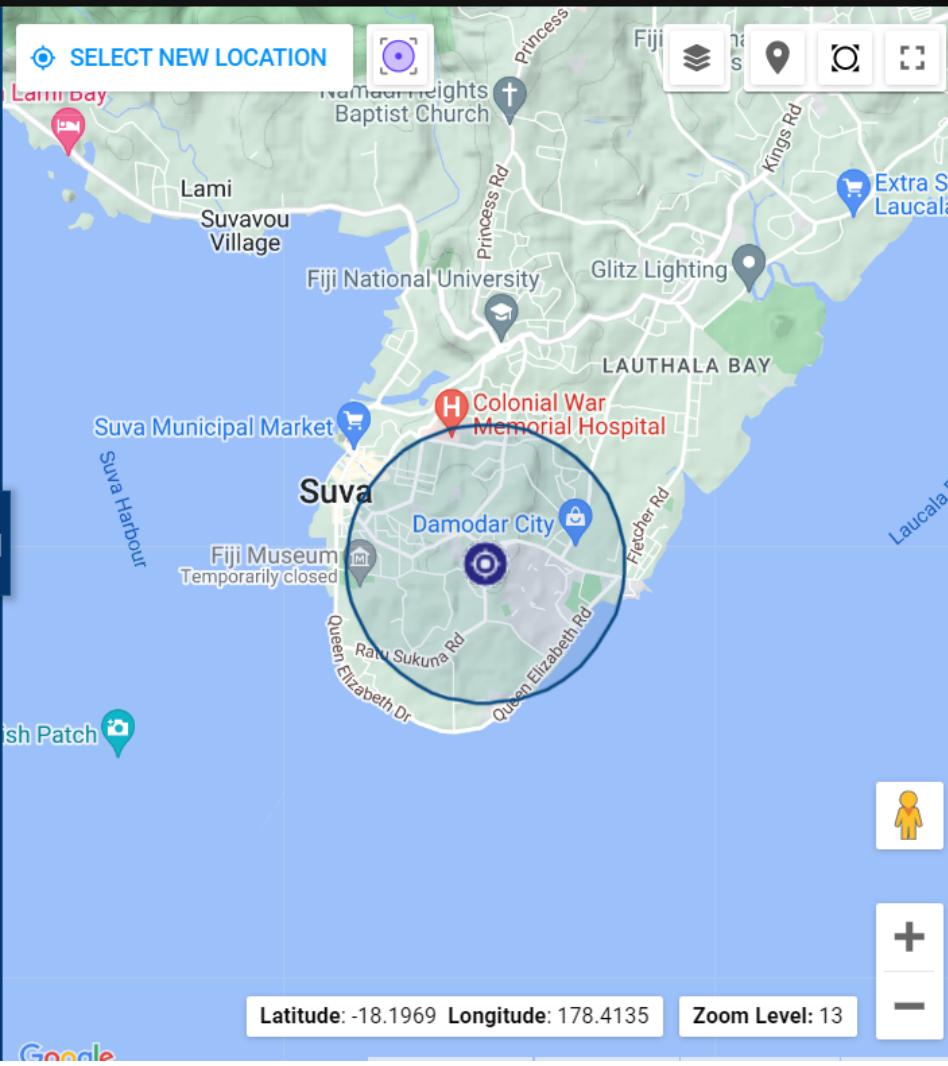 SELECT NEW LOCATION
Princess
Fiji
Lami Bay
Namadi Heights
Baptist Church
Kings Rd
Lami
Extra S
Laucala
Suvavou
Village
Princess Rd
Fiji National University
Glitz Lighting
LAUTHALA BAY
Colonial War
Memorial Hospital
Suva Municipal Market
Suva Harbour
Suva
Damodar City
Fletcher Rd
Laucala
Fiji Museum
Temporarily closed
Queen Elizabeth Dr
Ratu Sukuna Rd
Queen Elizabeth Rd
ish Patch
Latitude: -18.1969 Longitude: 178.4135
Zoom Level: 13
Google